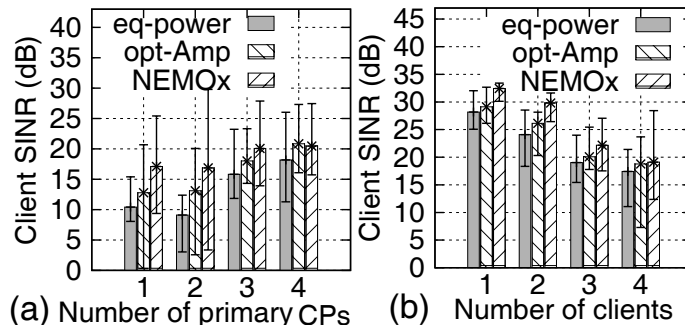 40
35
30
25
20
15
10
5
0
Client SINR (dB)
eq-power
opt-Amp
NEMOx
1 2 3 4
(a) Number of primary CPs
45
40
35
30
25
20
15
10
5
0
Client SINR (dB)
eq-power
opt-Amp
NEMOx
1 2 3 4
(b) Number of clients